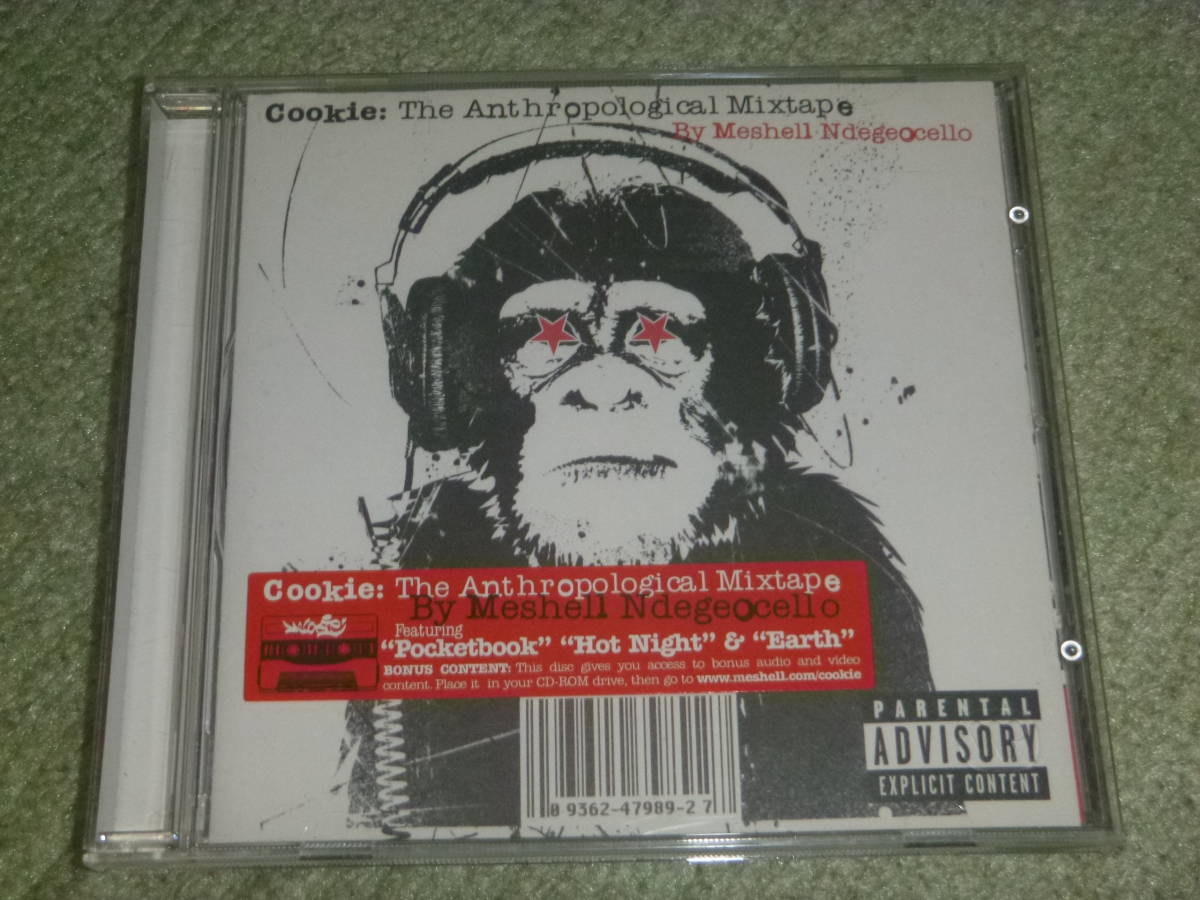 Cookie: The Anthropological Mixtape
By Meshell Ndegeocello
Cookie: The Anthropological Mixtape
By Meshell Ndegeocello
Featuring
“Pocketbook” “Hot Night” & “Earth”
BONUS CONTENT: This disc gives you access to bonus audio and video
content. Place it in your CD-ROM drive, then go to www.meshell.com/cookie
PARENTAL
ADVISORY
EXPLICIT CONTENT
0 93624-47989-2 7